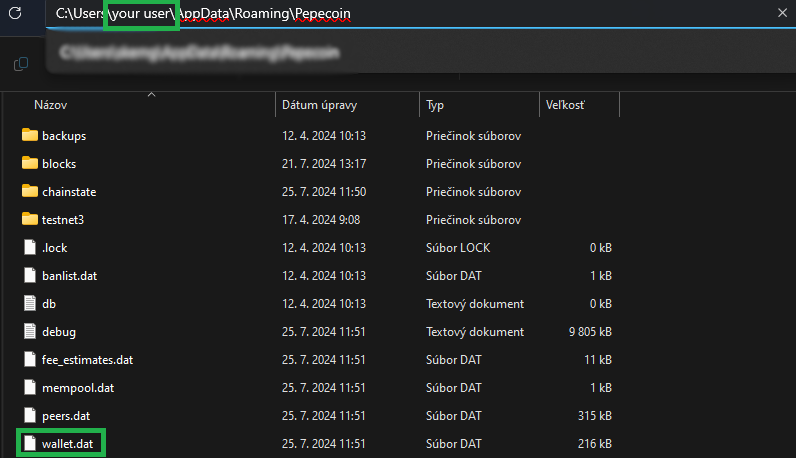 C:\Users\your user\AppData\Roaming\Pepecoin
Názov Dátum úpravy Typ Veľkosť
backups 12. 4. 2024 10:13 Priečinok súborov
blocks 21. 7. 2024 13:17 Priečinok súborov
chainstate 25. 7. 2024 11:50 Priečinok súborov
testnet3 17. 4. 2024 9:08 Priečinok súborov
.lock 12. 4. 2024 10:13 Súbor LOCK 0 kB
banlist.dat 12. 4. 2024 10:13 Súbor DAT 1 kB
db 12. 4. 2024 10:13 Textový dokument 0 kB
debug 25. 7. 2024 11:51 Textový dokument 9 805 kB
fee_estimates.dat 25. 7. 2024 11:51 Súbor DAT 11 kB
mempool.dat 25. 7. 2024 11:51 Súbor DAT 1 kB
peers.dat 25. 7. 2024 11:51 Súbor DAT 315 kB
wallet.dat 25. 7. 2024 11:51 Súbor DAT 216 kB